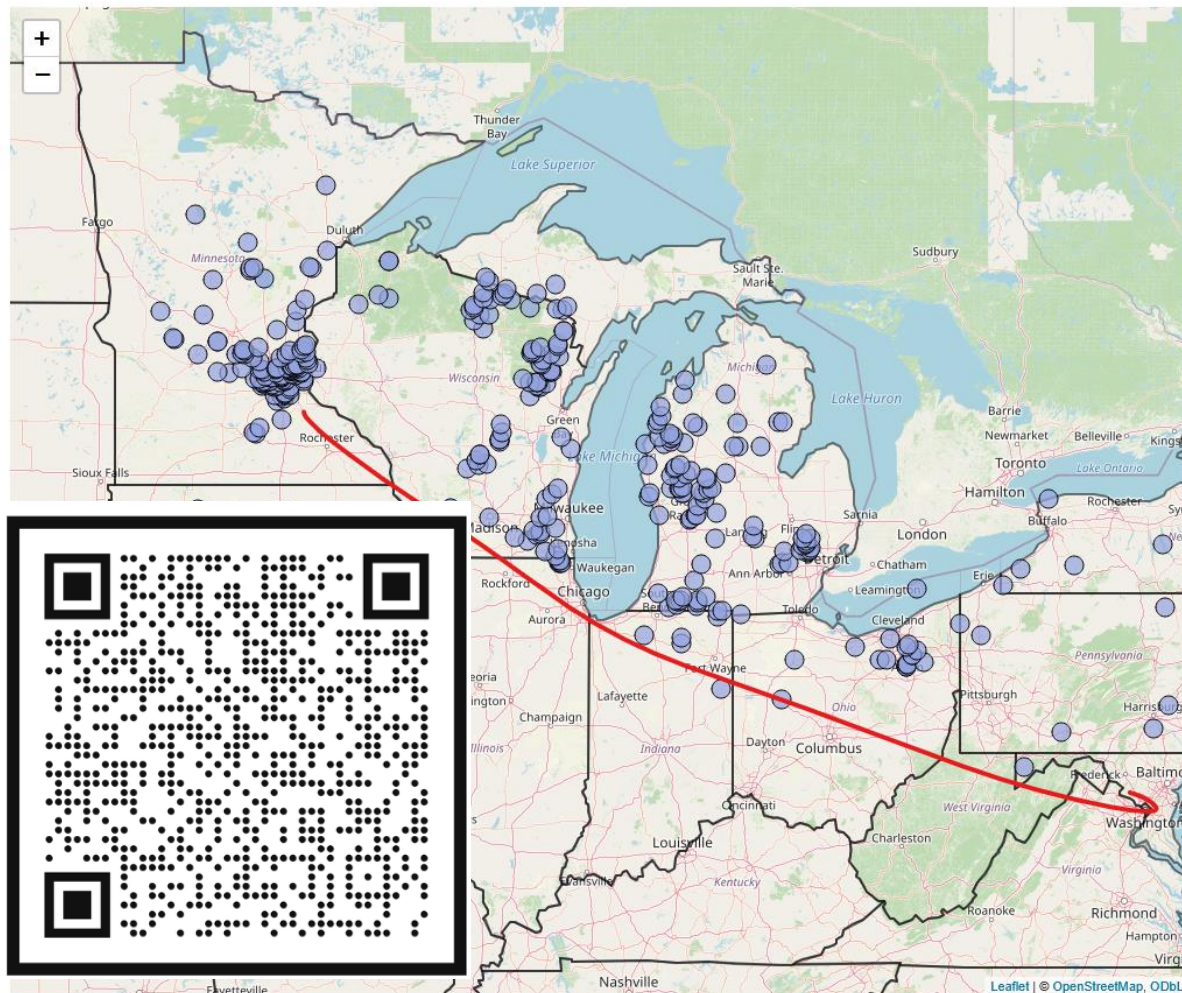 +
−
Thunder
Bay
Lake Superior
Fargo
Duluth
Minnesota
Sudbury
Sault Ste.
Marie
Michigan
Wisconsin
Lake Huron
Green
Barrie
Newmarket
Belleville
Rochester
Toronto
Lake Ontario
Sioux Falls
Hamilton
Rochester
Buffalo
Sarnia
London
Madison
Milwaukee
Kenosha
Waukegan
Lansing
Detroit
Ann Arbor
Chatham
Leamington
Erie
Rockford
Chicago
Aurora
South
Bend
Toledo
Cleveland
Pennsylvania
Fort Wayne
Pittsburgh
Lafayette
Ohio
Harrisburg
Champaign
Illinois
Indiana
Dayton
Columbus
Frederick
Baltimo
Cincinnati
West Virginia
Washington
Charleston
Louisville
Virginia
Evansville
Kentucky
Roanoke
Richmond
Hampton
Virg
Nashville
Fayetteville
Leaflet | © OpenStreetMap, ODbL